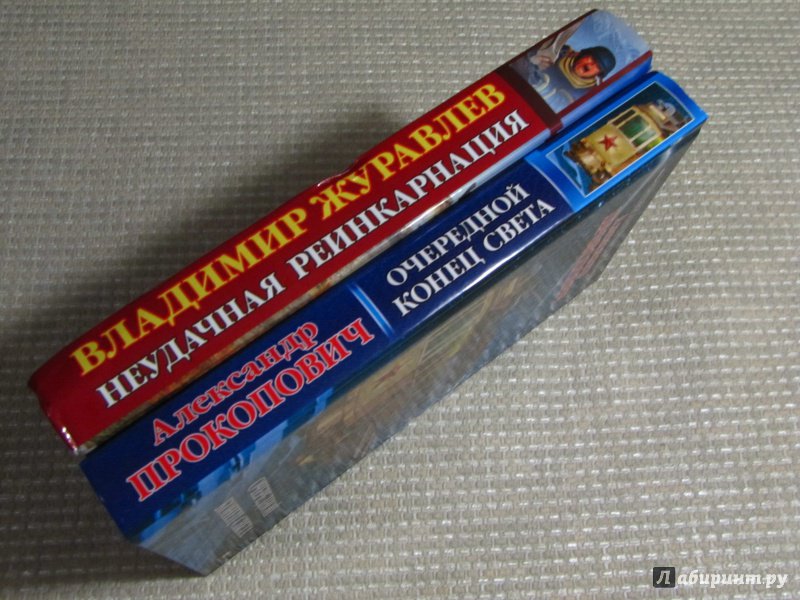 ВЛАДИМИР ЖУРАВЛЕВ
НЕУДАЧНАЯ РЕИНКАРНАЦИЯ
Александр
ПРОКОПОВИЧ
ОЧЕРЕДНОЙ
КОНЕЦ СВЕТА
Л Лабиринт.ру